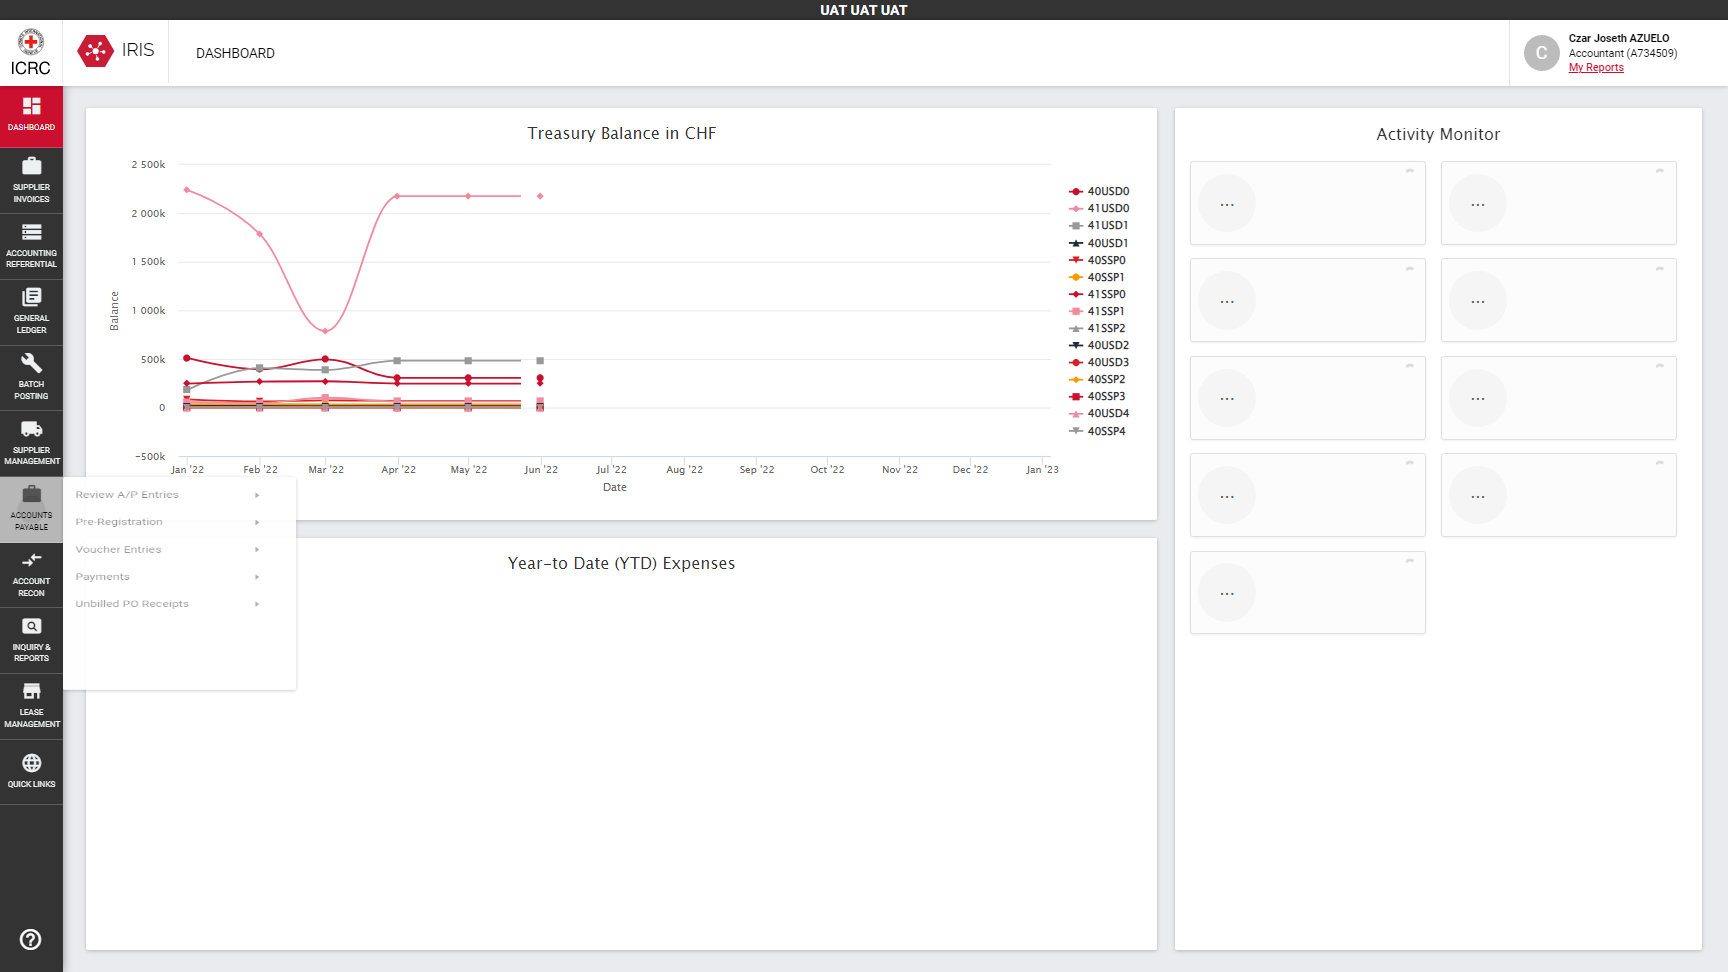 UAT UAT UAT
ICRC
IRIS
DASHBOARD
C
Czar Joseth AZUELO
Accountant (A734509)
My Reports
DASHBOARD
SUPPLIER
INVOICES
ACCOUNTING
REFERENTIAL
GENERAL
LEDGER
BATCH
POSTING
SUPPLIER
MANAGEMENT
ACCOUNTS
PAYABLE
ACCOUNT
RECON
INQUIRY &
REPORTS
LEASE
MANAGEMENT
QUICK LINKS
Review A/P Entries
Pre-Registration
Voucher Entries
Payments
Unbilled PO Receipts
Treasury Balance in CHF
Balance
2 500k
2 000k
1 500k
1 000k
500k
0
-500k
Jan '22
Feb '22
Mar '22
Apr '22
May '22
Jun '22
Jul '22
Aug '22
Sep '22
Oct '22
Nov '22
Dec '22
Jan '23
Date
40USD0
41USD0
41USD1
40USD1
40SSP0
40SSP1
41SSP0
41SSP1
41SSP2
40USD2
40USD3
40SSP2
40SSP3
40USD4
40SSP4
Year-to Date (YTD) Expenses
Activity Monitor
...
...
...
...
...
...
...
...
...